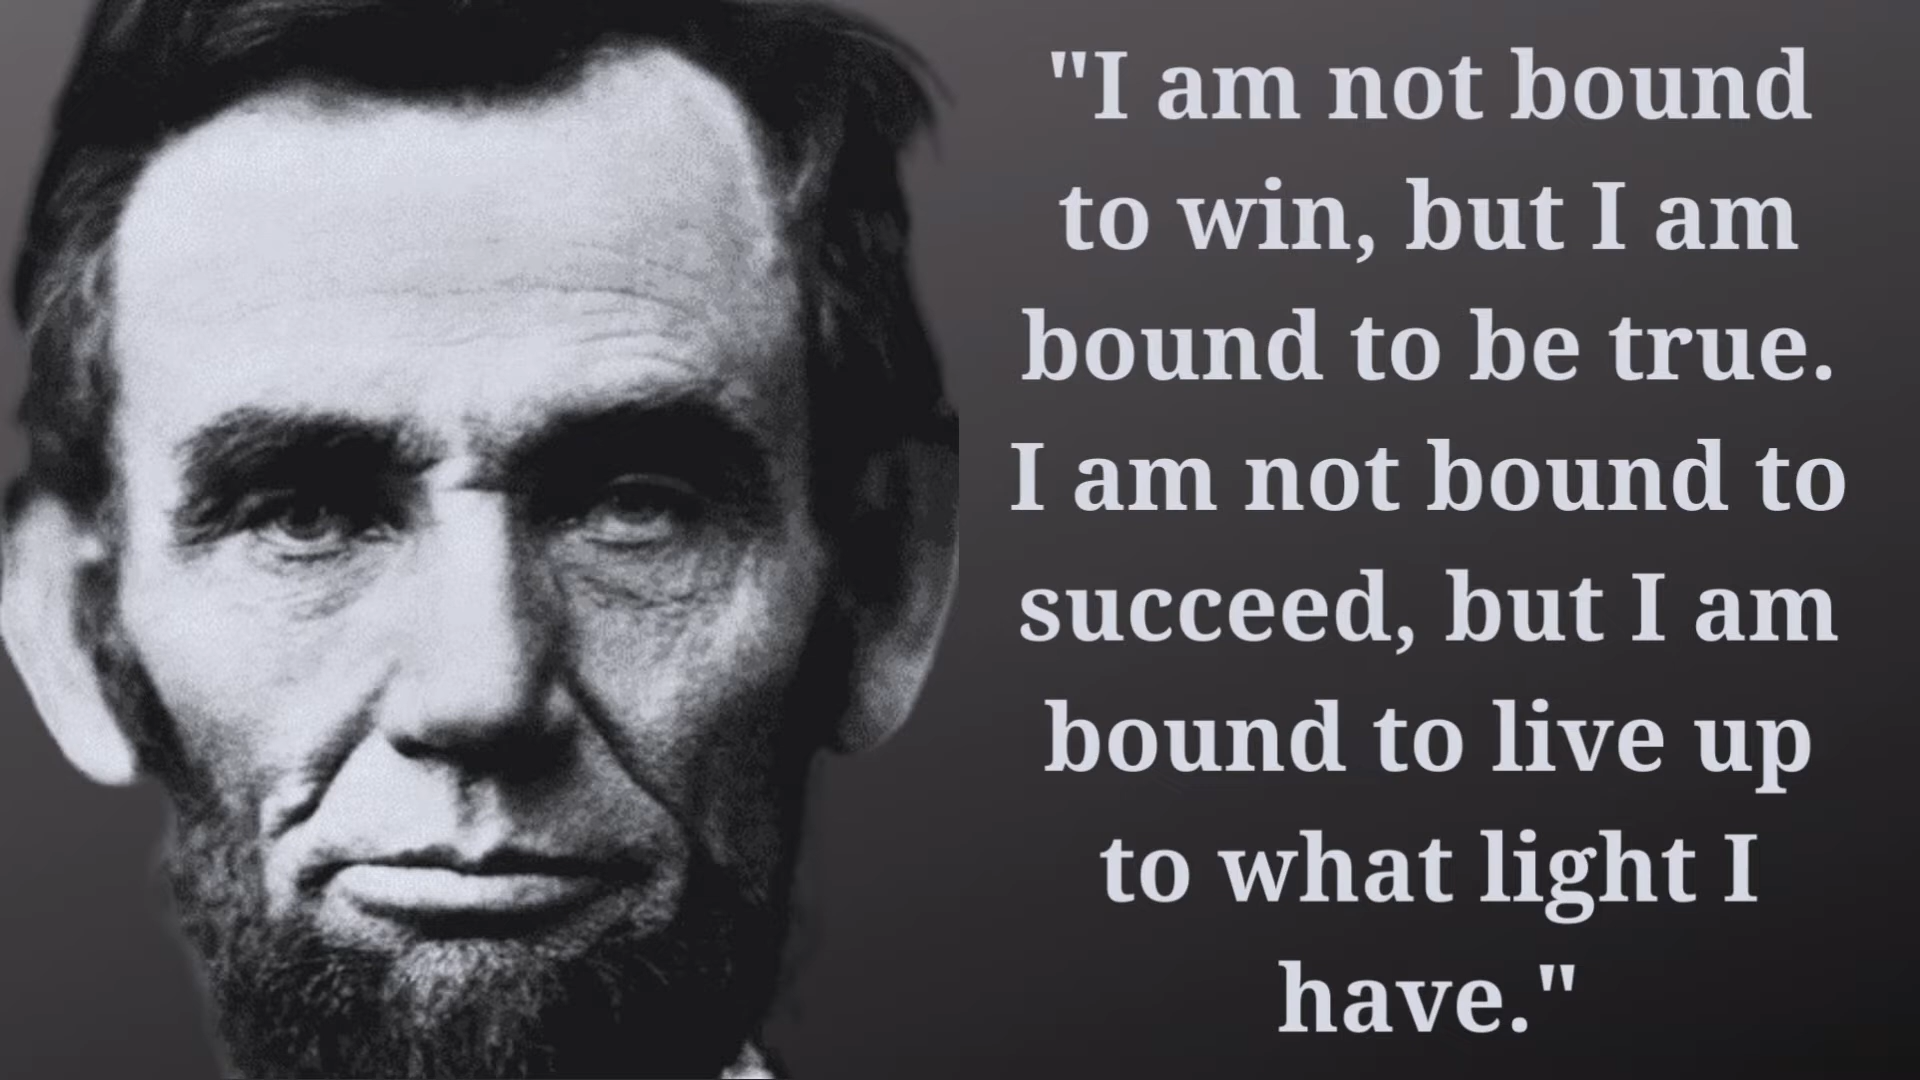 "I am not bound
to win, but I am
bound to be true.
I am not bound to
succeed, but I am
bound to live up
to what light I
have."